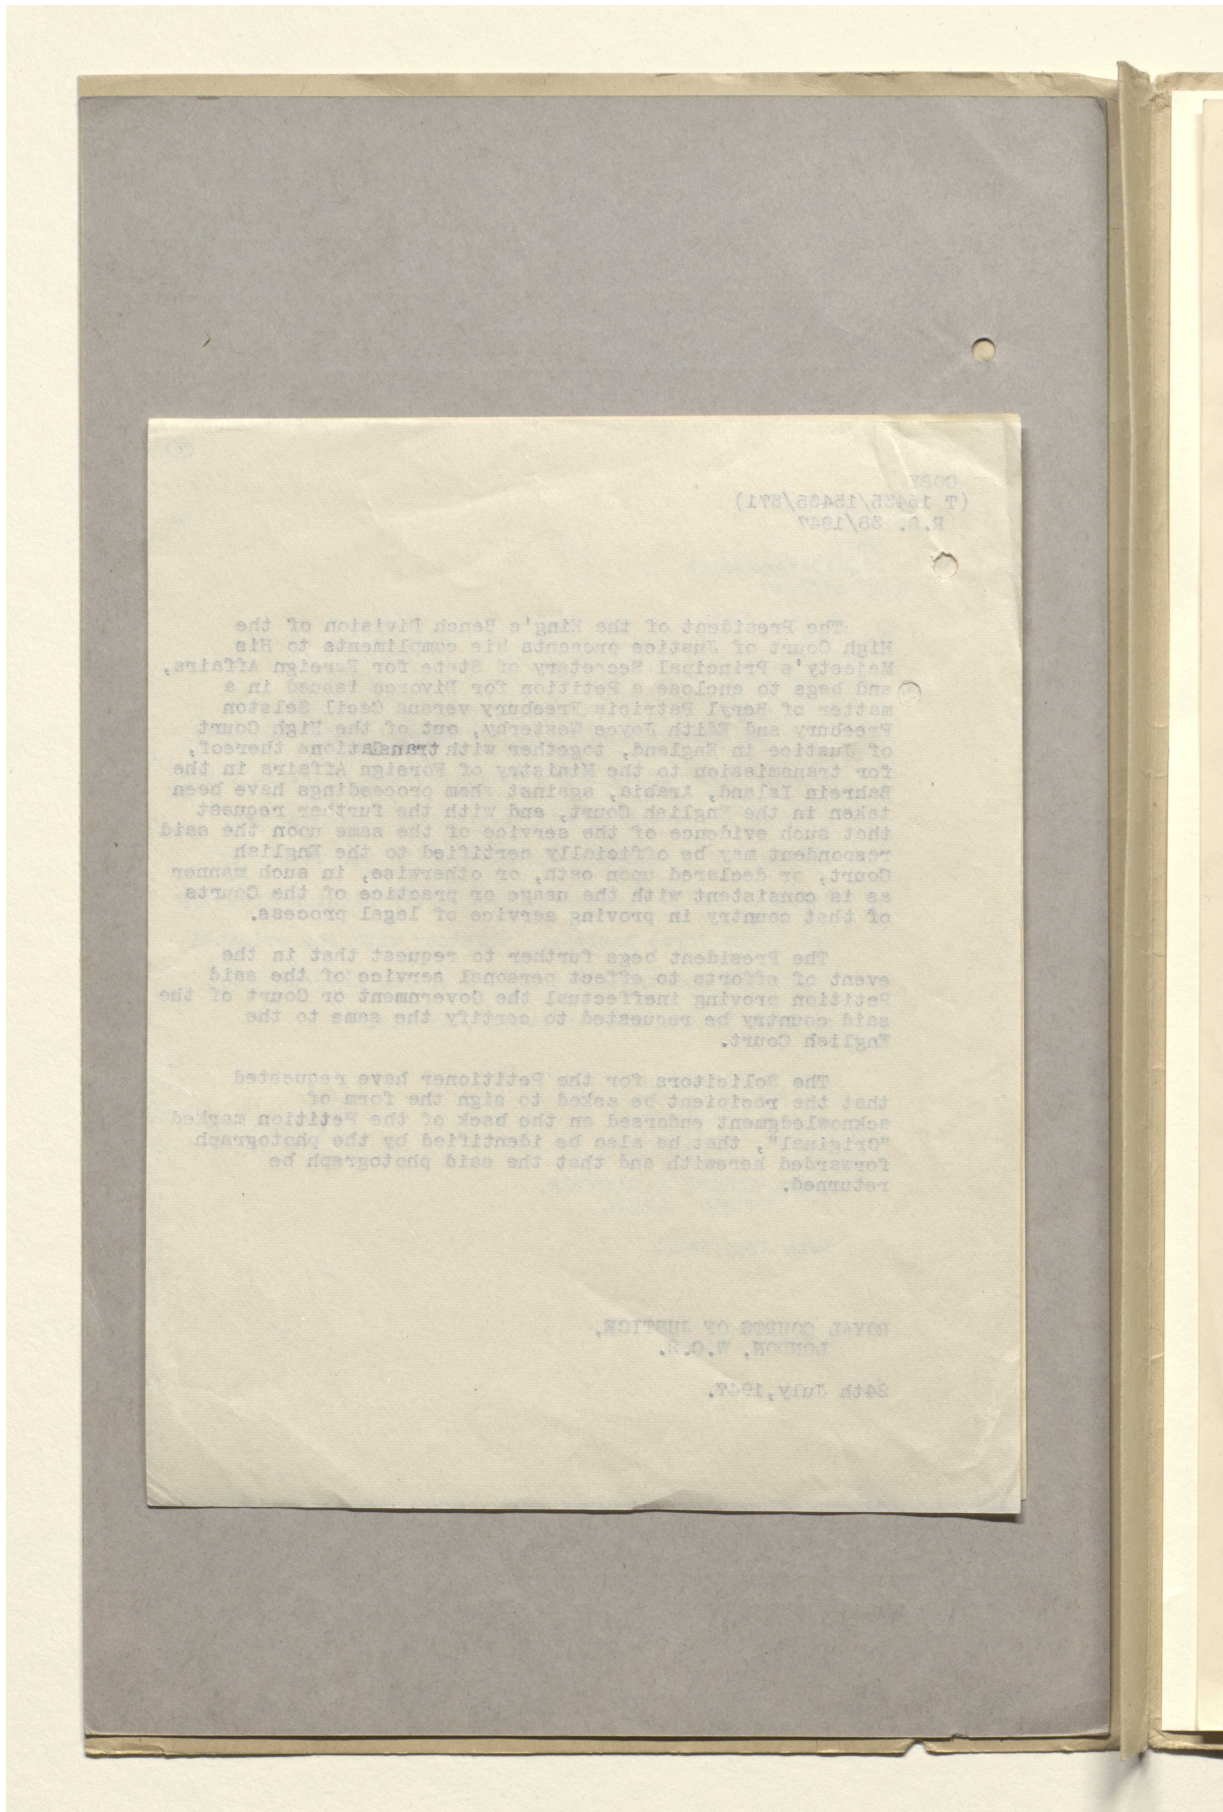 COPY
(T 15435/15435/571)
F.O. 38/1947
The President of the King's Bench Division of the
High Court of Justice presents his compliments to His
Majesty's Principal Secretary of State for Foreign Affairs,
and begs to enclose a Petition for Divorce issued in a
matter of Beryl Patricia Freebury versus Cecil Selston
Freebury and Edith Joyce Westerby, out of the High Court
of Justice in England, together with translations thereof,
for transmission to the Ministry of Foreign Affairs in the
Bahrein Island, Arabia, against whom proceedings have been
taken in the English Court, and with the further request
that such evidence of the service of the same upon the said
respondent may be officially certified to the English
Court, or declared upon oath, or otherwise, in such manner
as is consistent with the usage or practice of the Courts
of that country in proving service of legal process.
The President begs further to request that in the
event of efforts to effect personal service of the said
Petition proving ineffectual the Government or Court of the
said country be requested to certify the same to the
English Court.
The Solicitors for the Petitioner have requested
that the recipient be asked to sign the form of
acknowledgment endorsed on the back of the Petition marked
"Original", that he also be identified by the photograph
forwarded herewith and that the said photograph be
returned.
ROYAL COURTS OF JUSTICE,
LONDON, W.C.2.
24th July, 1947.